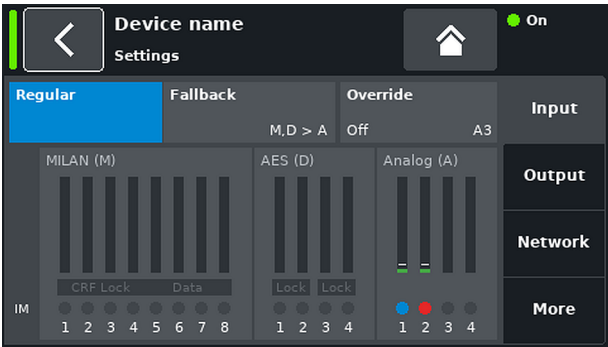 Device name
Settings
On
Regular
Fallback
M,D > A
Override
Off A3
Input
Output
Network
More
MILAN (M)
AES (D)
Analog (A)
CRF Lock Data
Lock Lock
IM
1 2 3 4 5 6 7 8
1 2 3 4
1 2 3 4